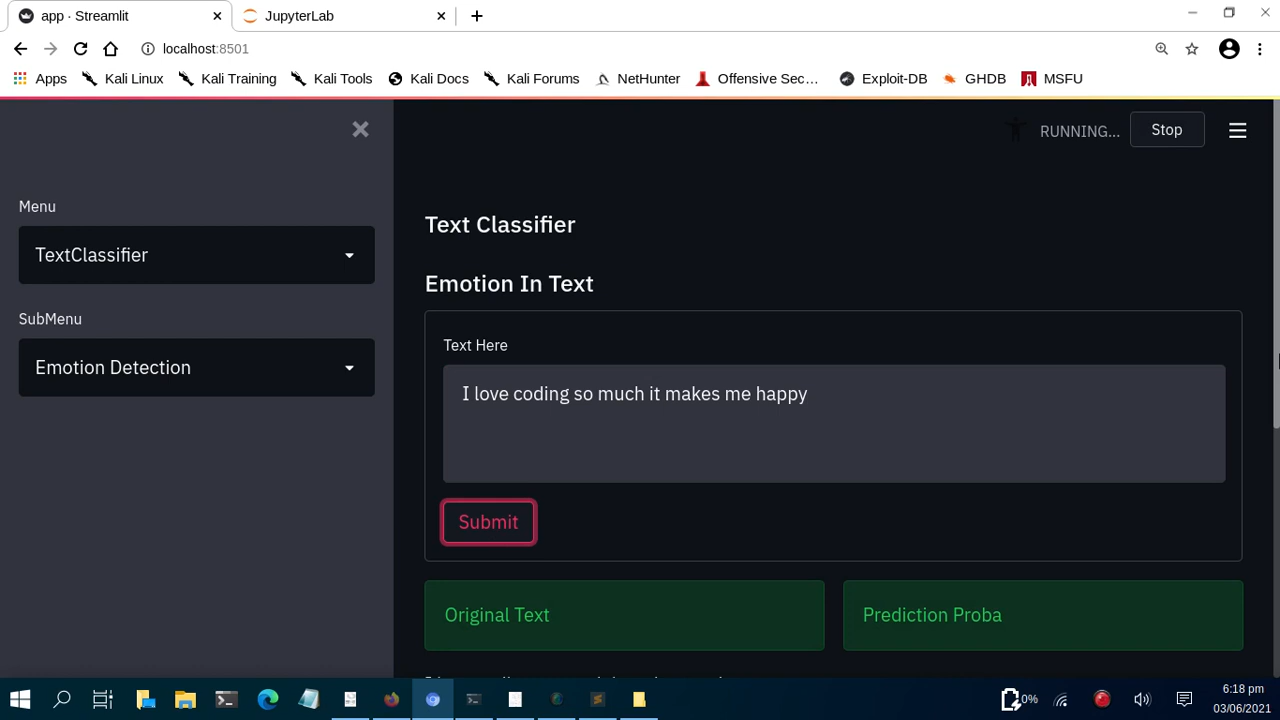 app · Streamlit
JupyterLab
localhost:8501
Apps Kali Linux Kali Training Kali Tools Kali Docs Kali Forums NetHunter Offensive Sec... Exploit-DB GHDB MSFU
RUNNING... Stop
Menu
TextClassifier
SubMenu
Emotion Detection
Text Classifier
Emotion In Text
Text Here
I love coding so much it makes me happy
Submit
Original Text
Prediction Proba
0%
6:18 pm
03/06/2021